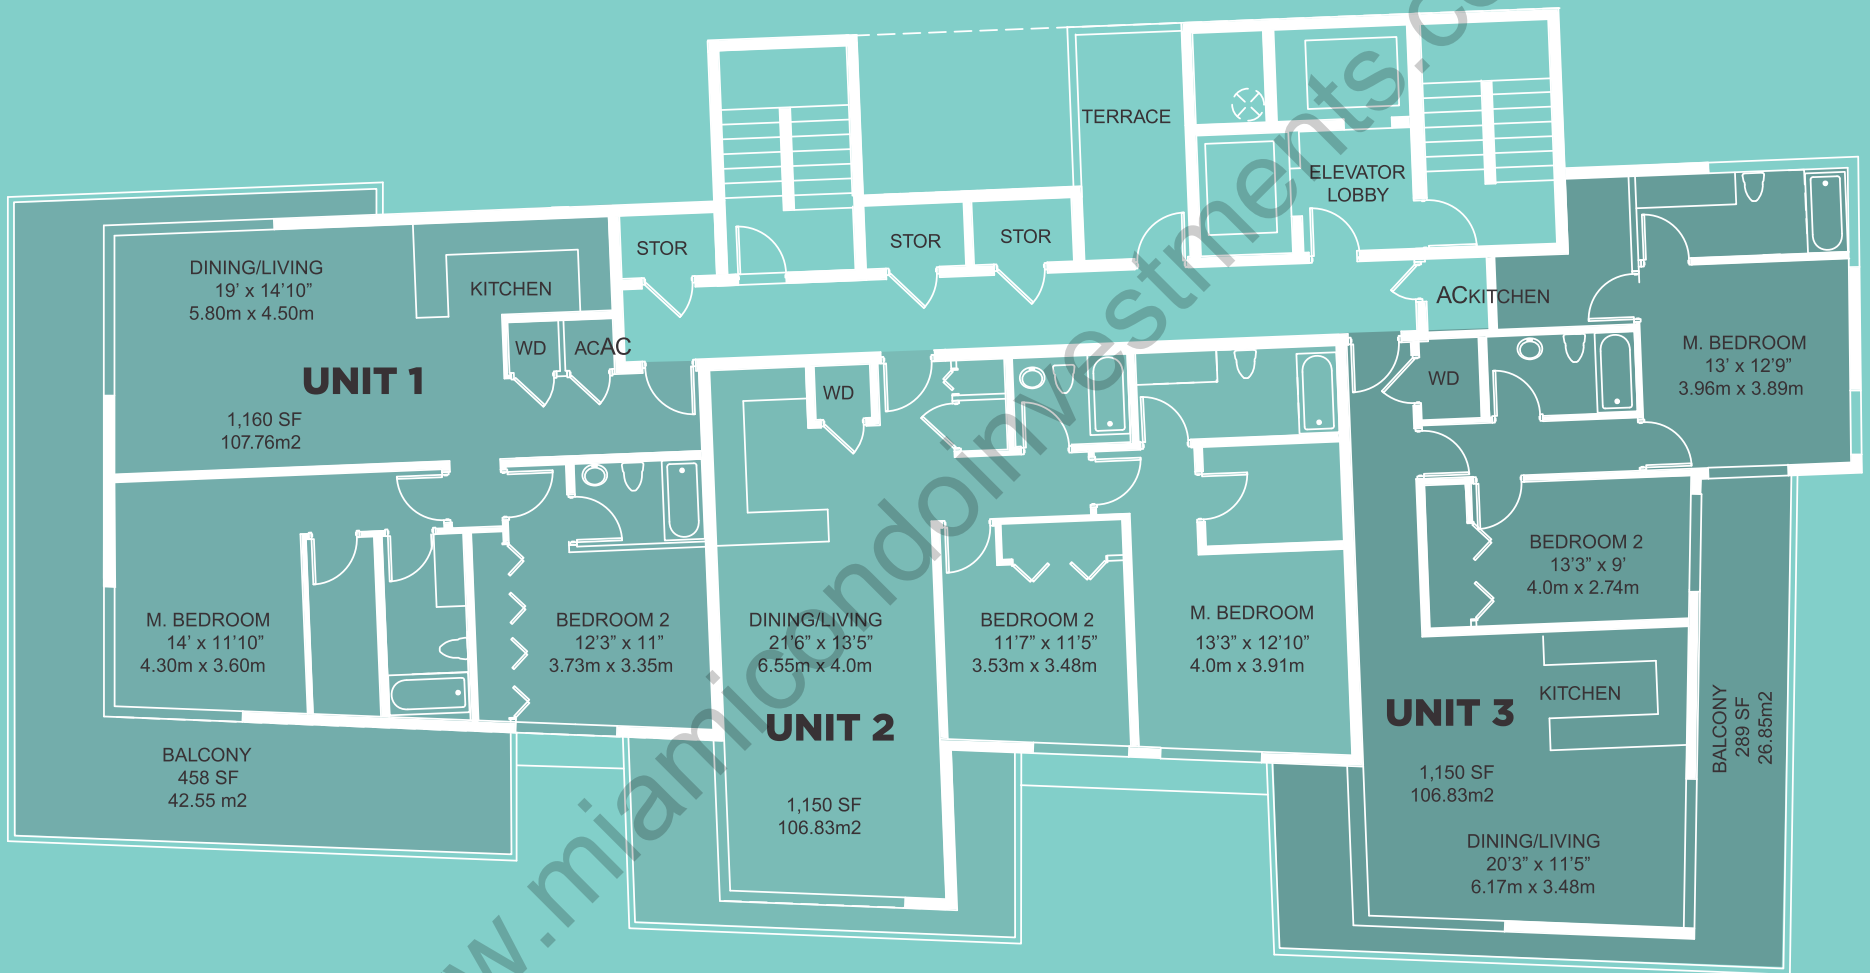 TERRACE
ELEVATOR
LOBBY
STOR
STOR
STOR
DINING/LIVING
19' x 14'10”
5.80m x 4.50m
KITCHEN
WD
ACAC
UNIT 1
1,160 SF
107.76m2
M. BEDROOM
14' x 11'10”
4.30m x 3.60m
BEDROOM 2
12'3” x 11”
3.73m x 3.35m
BALCONY
458 SF
42.55 m2
WD
DINING/LIVING
21'6” x 13'5”
6.55m x 4.0m
UNIT 2
1,150 SF
106.83m2
BEDROOM 2
11'7” x 11'5”
3.53m x 3.48m
M. BEDROOM
13'3” x 12'10”
4.0m x 3.91m
ACKITCHEN
WD
M. BEDROOM
13' x 12'9”
3.96m x 3.89m
BEDROOM 2
13'3” x 9'
4.0m x 2.74m
KITCHEN
UNIT 3
1,150 SF
106.83m2
DINING/LIVING
20'3” x 11'5”
6.17m x 3.48m
BALCONY
289 SF
26.85m2
w.miamicondoinvestments.c